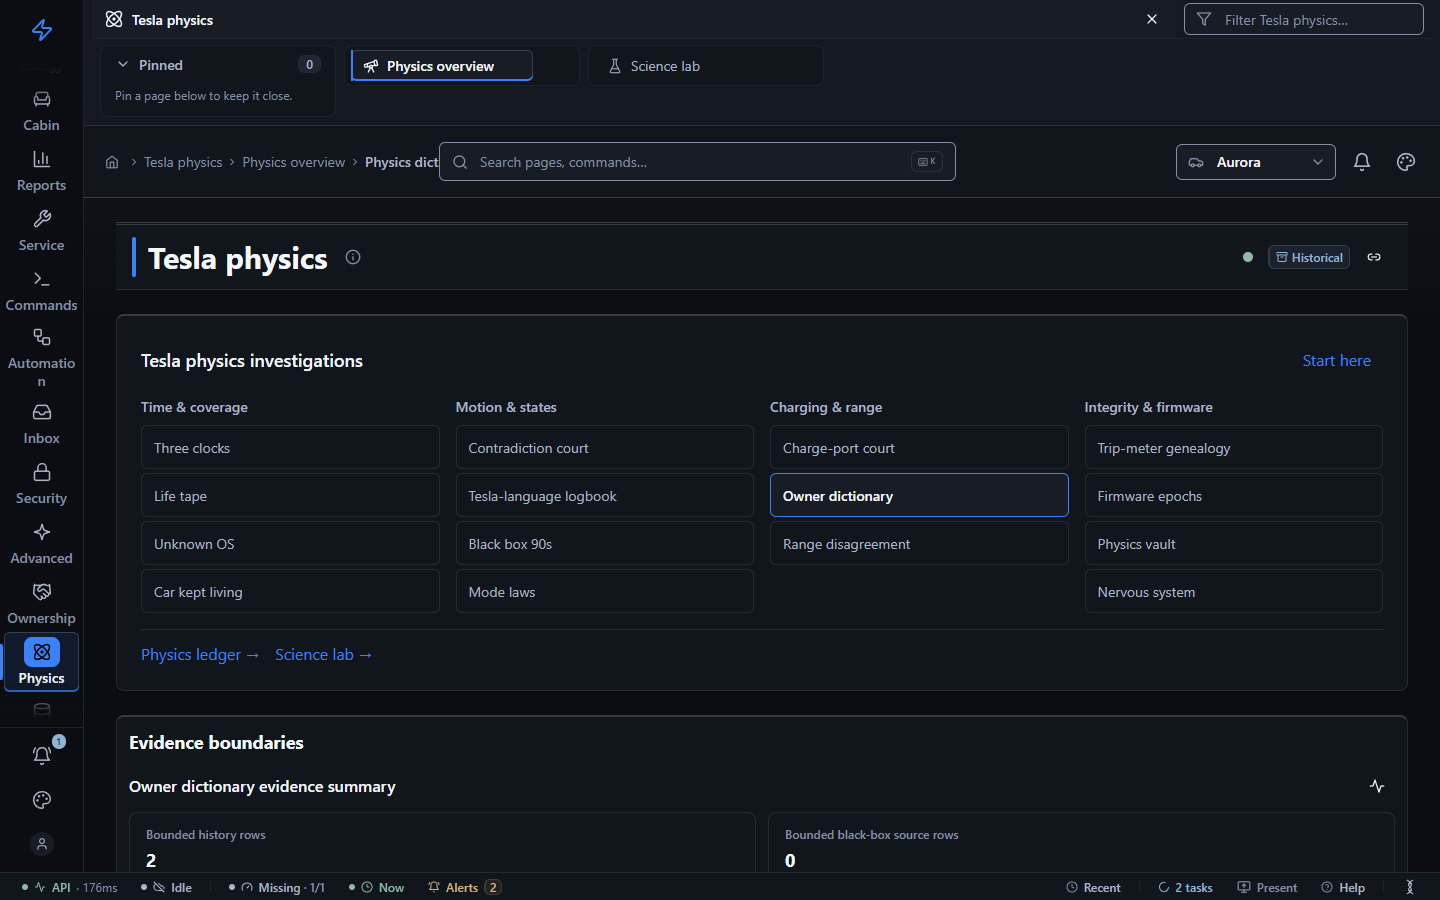 Tesla physics
Filter Tesla physics...
Pinned
0
Pin a page below to keep it close.
Physics overview
Science lab
Cabin
Reports
Service
Commands
Automatio
n
Inbox
Security
Advanced
Ownership
Physics
1
Tesla physics
Physics overview
Physics dict
Search pages, commands...
K
Aurora
Tesla physics
Historical
Tesla physics investigations
Start here
Time & coverage
Three clocks
Life tape
Unknown OS
Car kept living
Motion & states
Contradiction court
Tesla-language logbook
Black box 90s
Mode laws
Charging & range
Charge-port court
Owner dictionary
Range disagreement
Integrity & firmware
Trip-meter genealogy
Firmware epochs
Physics vault
Nervous system
Physics ledger →
Science lab →
Evidence boundaries
Owner dictionary evidence summary
Bounded history rows
2
Bounded black-box source rows
0
API · 176ms
Idle
Missing · 1/1
Now
Alerts 2
Recent
2 tasks
Present
Help